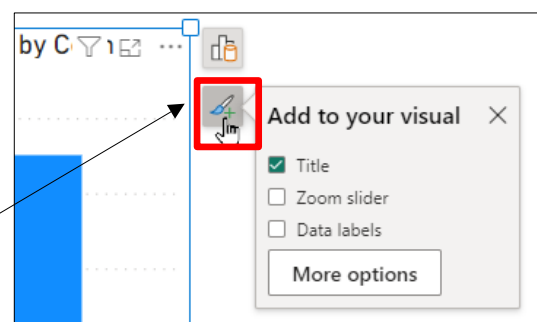 by C
Add to your visual
Title
Zoom slider
Data labels
More options